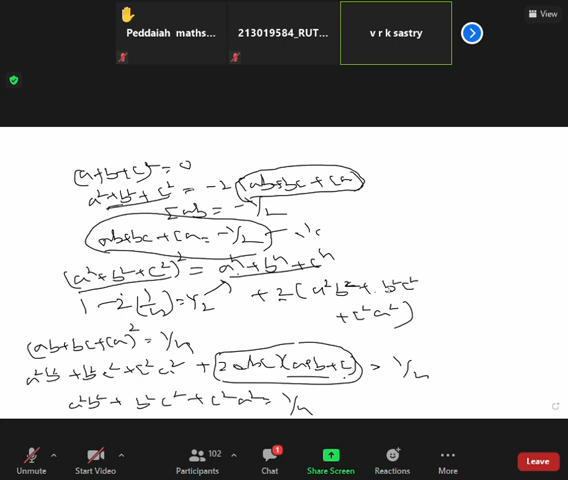 View
Peddaiah maths...
213019584_RUT...
v r k sastry
(a+b+c)² = 0
a²+b²+c² = -2(ab+bc+ca)
Σab = -1/2
ab+bc+ca = -1/2
(a²+b²+c²)² = a⁴+b⁴+c⁴
1 - 2(1/4) = 1/2
+ 2(a²b²+b²c²
+c²a²)
(ab+bc+ca)² = 1/4
a²b²+b²c²+c²a² + 2abc(a+b+c) = 1/4
a²b²+b²c²+c²a² = 1/4
102
1
Unmute
Start Video
Participants
Chat
Share Screen
Reactions
More
Leave